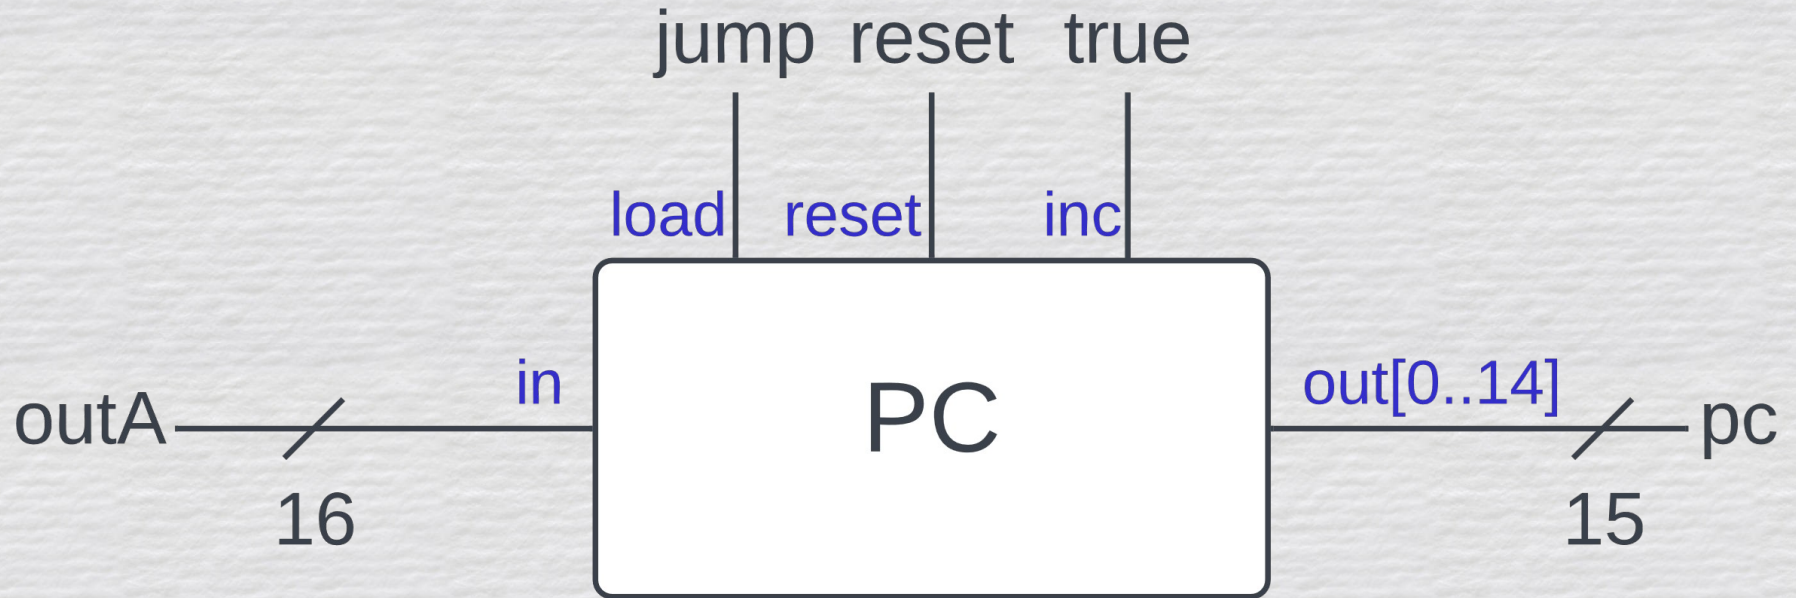 jump reset true
load reset inc
in
out[0..14]
outA
PC
pc
16
15